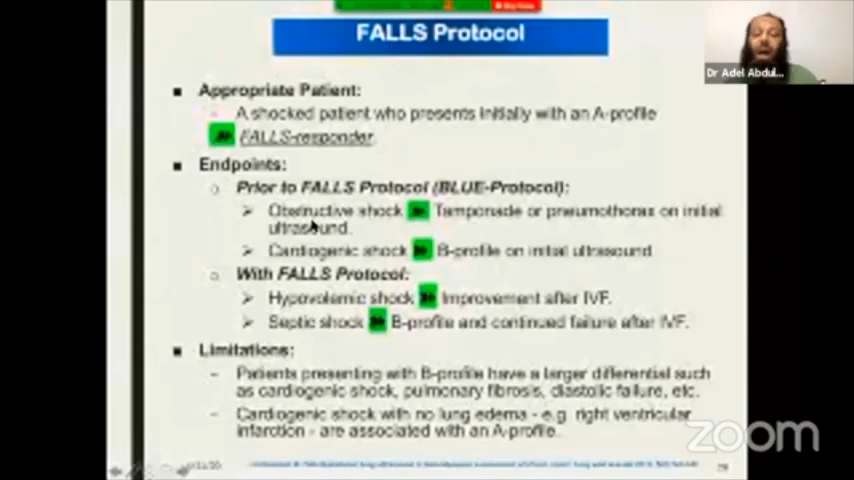 FALLS Protocol
Dr Adel Abdul...
■ Appropriate Patient:
- A shocked patient who presents initially with an A-profile
FALLS-responder.
■ Endpoints:
o Prior to FALLS Protocol (BLUE-Protocol):
➢ Obstructive shock Tamponade or pneumothorax on initial
ultrasound.
➢ Cardiogenic shock B-profile on initial ultrasound
o With FALLS Protocol:
➢ Hypovolemic shock Improvement after IVF.
➢ Septic shock B-profile and continued failure after IVF.
■ Limitations:
- Patients presenting with B-profile have a larger differential such
as cardiogenic shock, pulmonary fibrosis, diastolic failure, etc.
- Cardiogenic shock with no lung edema - e.g. right ventricular
infarction - are associated with an A-profile.
zoom